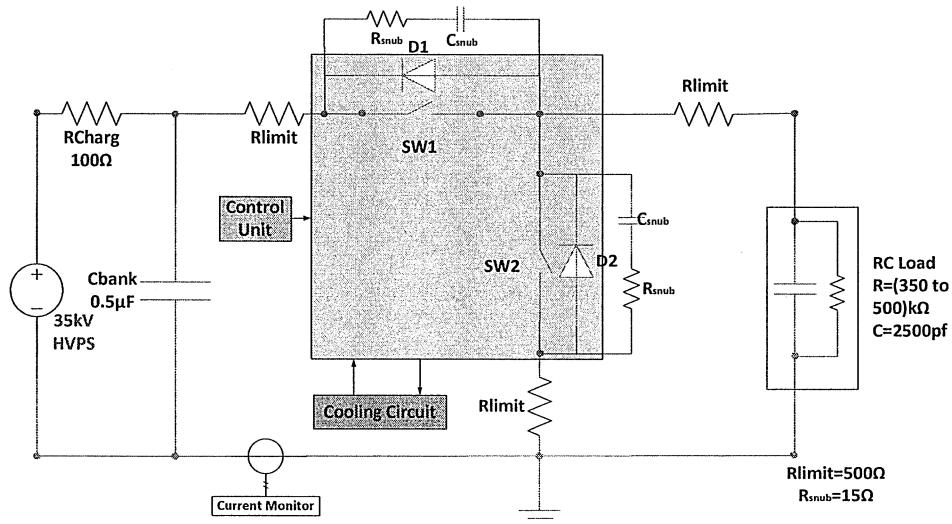 Rsnub
Csnub
D1
RCharg
100Ω
Rlimit
SW1
Rlimit
Control
Unit
Csnub
SW2
D2
Rsnub
RC Load
R=(350 to
500)kΩ
C=2500pf
Cbank
0.5μF
+
−
35kV
HVPS
Cooling Circuit
Rlimit
Current Monitor
Rlimit=500Ω
Rsnub=15Ω